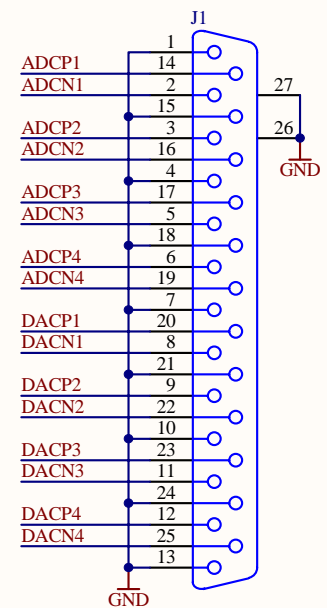 J1
1
ADCP1 14
ADCN1 2 27
15
ADCP2 3 26
ADCN2 16
4 GND
ADCP3 17
ADCN3 5
18
ADCP4 6
ADCN4 19
7
DACP1 20
DACN1 8
21
DACP2 9
DACN2 22
10
DACP3 23
DACN3 11
24
DACP4 12
DACN4 25
13
GND